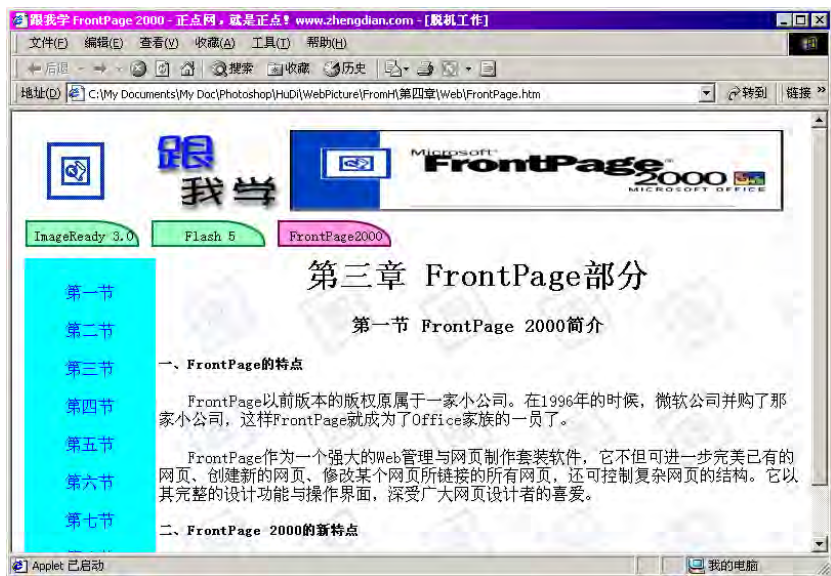 跟我学 FrontPage 2000 - 正点网，就是正点！ www.zhengdian.com - [脱机工作]
文件(F) 编辑(E) 查看(V) 收藏(A) 工具(T) 帮助(H)
后退 搜索 收藏 历史
地址(D) C:\My Documents\My Doc\Photoshop\HuDi\WebPicture\FromH\第四章\Web\FrontPage.htm 转到 链接 »
跟
我学
Microsoft
FrontPage
2000
MICROSOFT OFFICE
ImageReady 3.0 Flash 5 FrontPage2000
第三章 FrontPage部分
第一节
第一节 FrontPage 2000简介
第二节
第三节
一、FrontPage的特点
第四节
FrontPage以前版本的版权原属于一家小公司。在1996年的时候，微软公司并购了那
家小公司，这样FrontPage就成为了Office家族的一员了。
第五节
FrontPage作为一个强大的Web管理与网页制作套装软件，它不但可进一步完美已有的
网页、创建新的网页、修改某个网页所链接的所有网页，还可控制复杂网页的结构。它以
第六节
其完整的设计功能与操作界面，深受广大网页设计者的喜爱。
第七节
二、FrontPage 2000的新特点
Applet 已启动 我的电脑